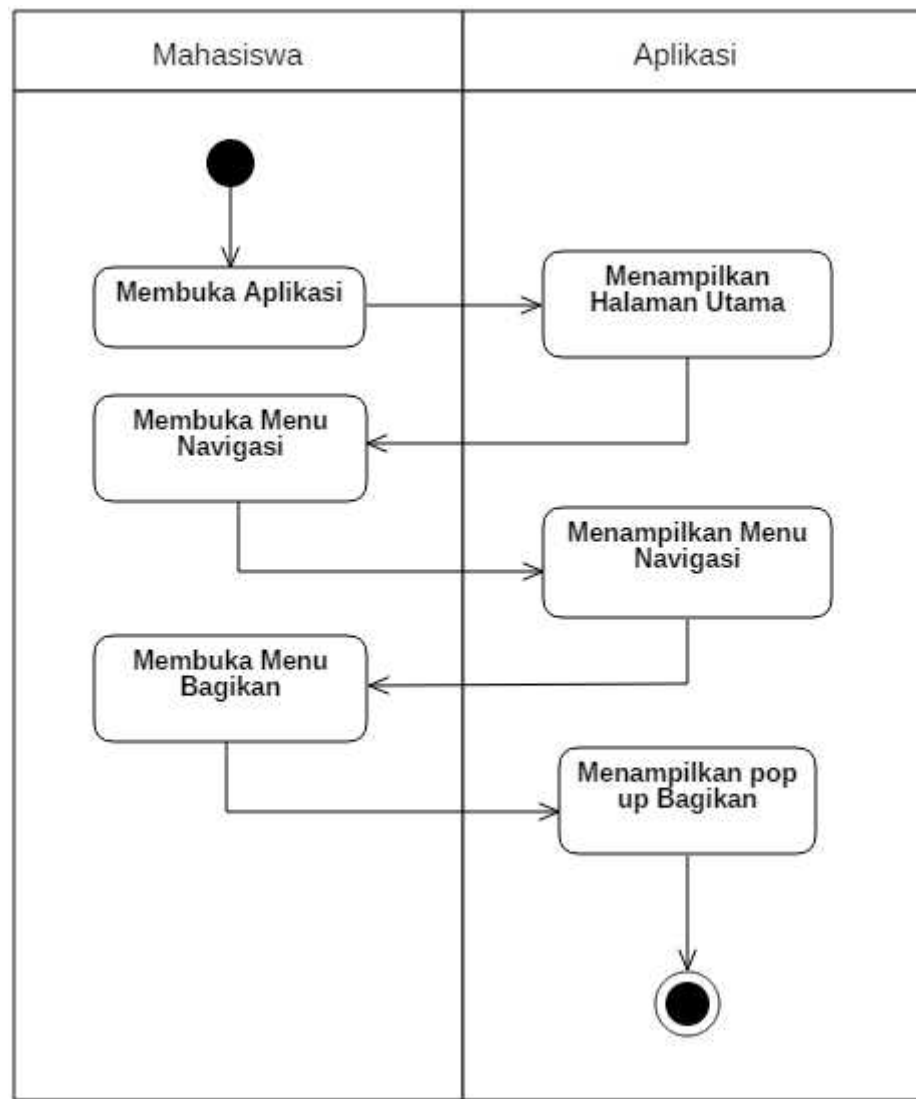 Mahasiswa
Aplikasi
Membuka Aplikasi
Menampilkan
Halaman Utama
Membuka Menu
Navigasi
Menampilkan Menu
Navigasi
Membuka Menu
Bagikan
Menampilkan pop
up Bagikan